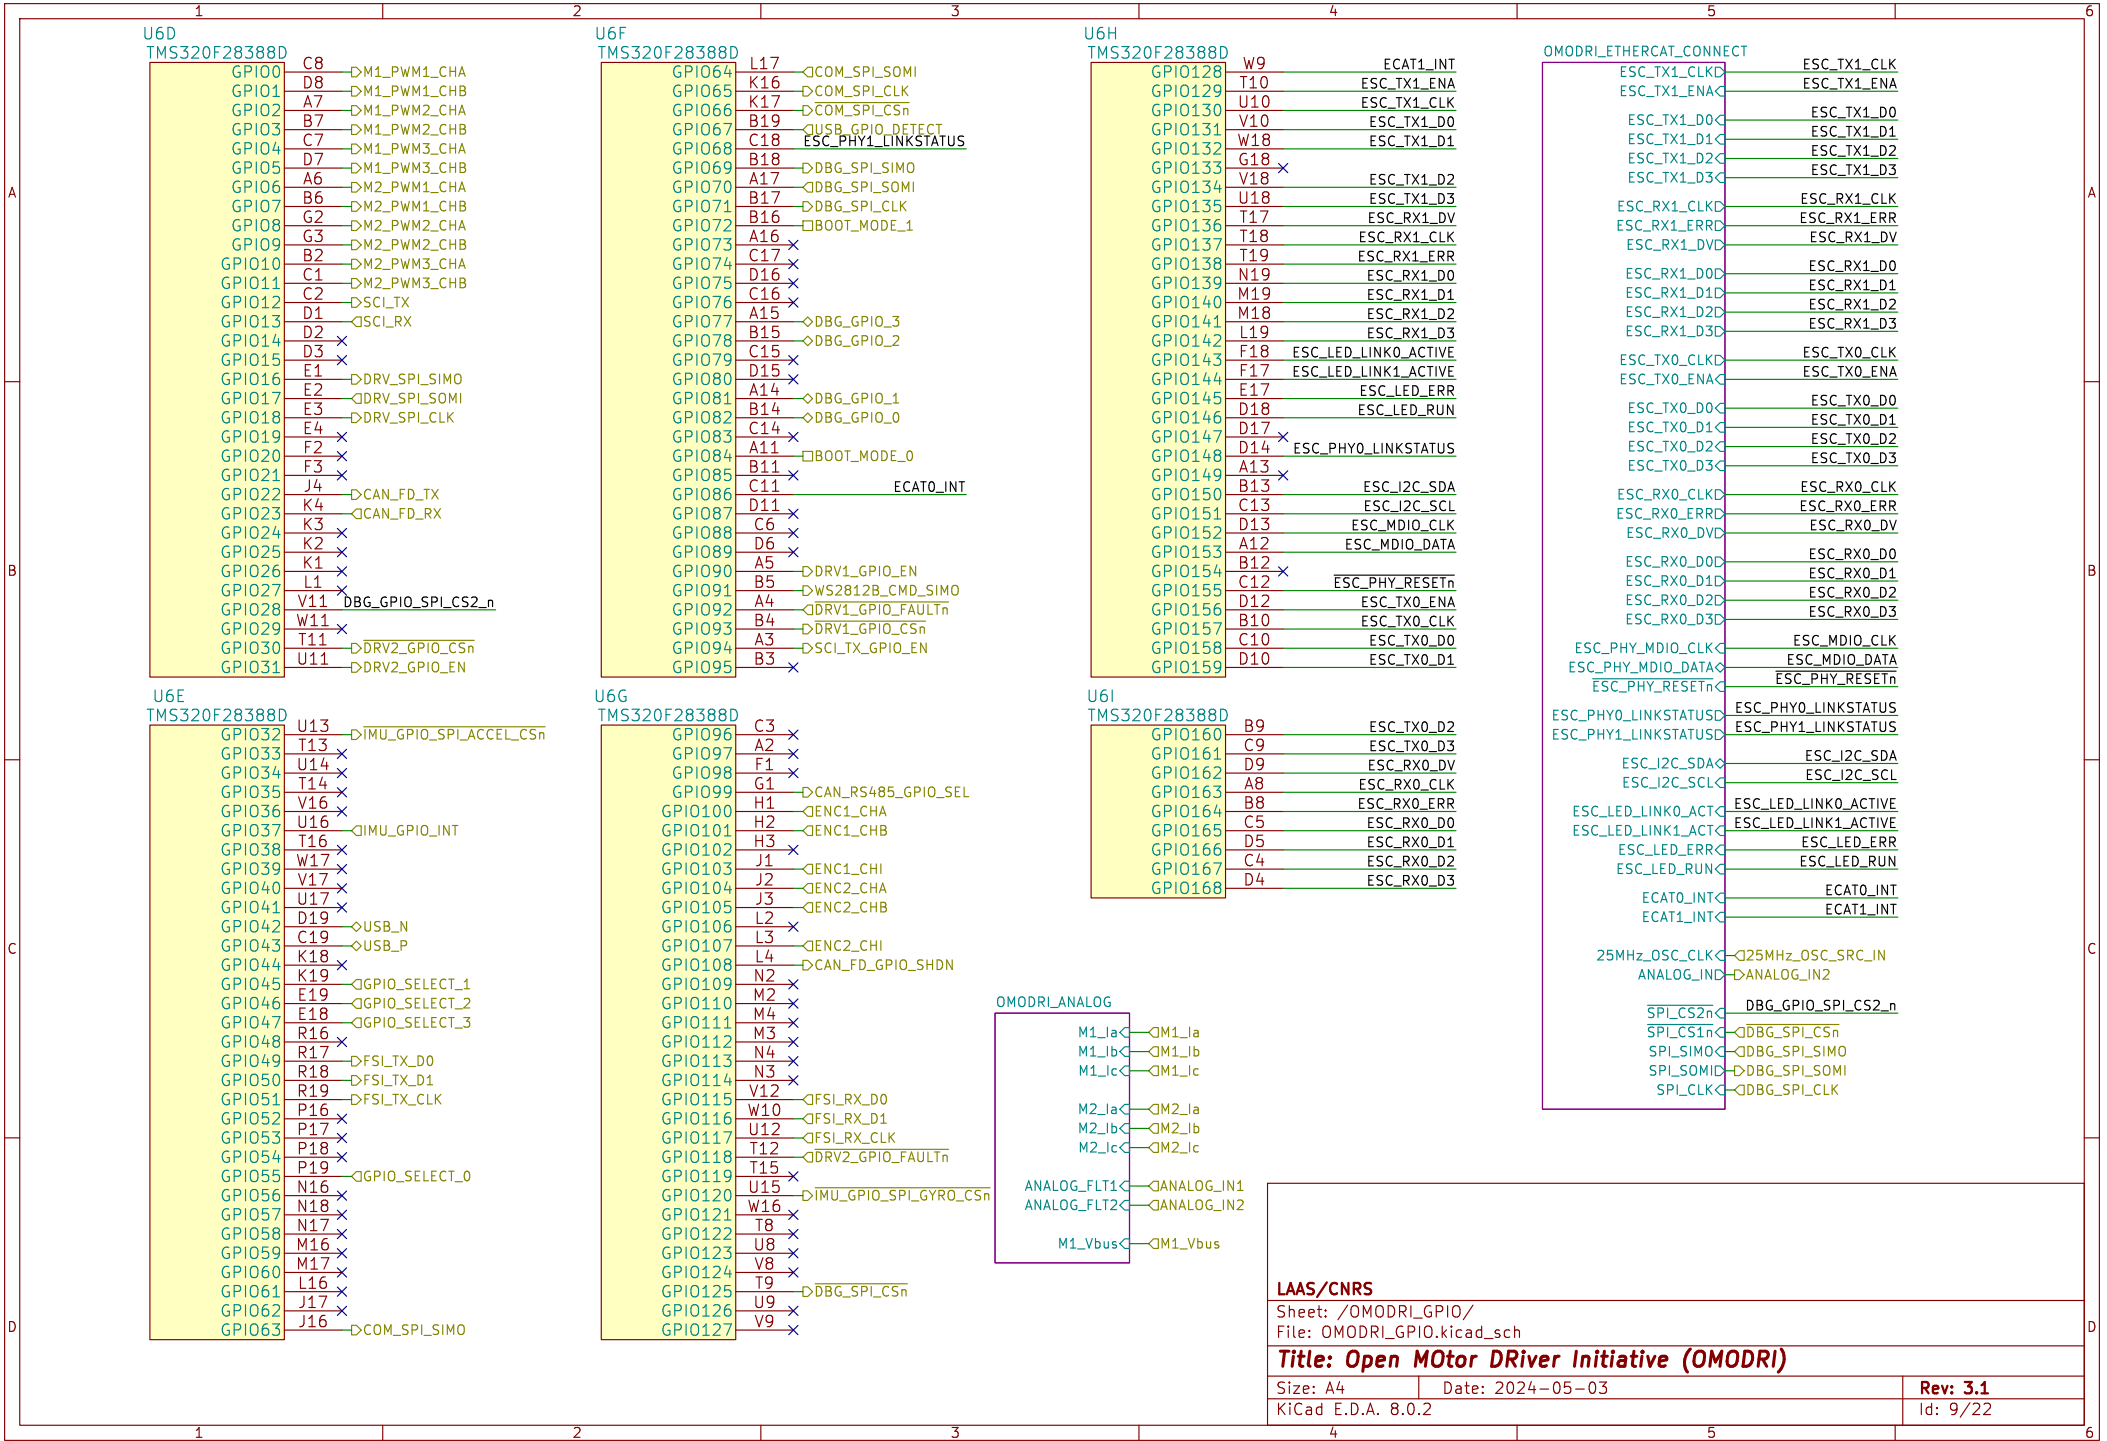 1 2 3 4 5 6
U6D
TMS320F28388D
GPIO0 C8 M1_PWM1_CHA
GPIO1 D8 M1_PWM1_CHB
GPIO2 A7 M1_PWM2_CHA
GPIO3 B7 M1_PWM2_CHB
GPIO4 C7 M1_PWM3_CHA
GPIO5 D7 M1_PWM3_CHB
GPIO6 A6 M2_PWM1_CHA
GPIO7 B6 M2_PWM1_CHB
GPIO8 G2 M2_PWM2_CHA
GPIO9 G3 M2_PWM2_CHB
GPIO10 B2 M2_PWM3_CHA
GPIO11 C1 M2_PWM3_CHB
GPIO12 C2 SCI_TX
GPIO13 D1 SCI_RX
GPIO14 D2
GPIO15 D3
GPIO16 E1 DRV_SPI_SIMO
GPIO17 E2 DRV_SPI_SOMI
GPIO18 E3 DRV_SPI_CLK
GPIO19 E4
GPIO20 F2
GPIO21 F3
GPIO22 J4 CAN_FD_TX
GPIO23 K4 CAN_FD_RX
GPIO24 K3
GPIO25 K2
GPIO26 K1
GPIO27 L1
GPIO28 V11 DBG_GPIO_SPI_CS2_n
GPIO29 W11
GPIO30 T11 DRV2_GPIO_CSn
GPIO31 U11 DRV2_GPIO_EN
U6E
TMS320F28388D
GPIO32 U13 IMU_GPIO_SPI_ACCEL_CSn
GPIO33 T13
GPIO34 U14
GPIO35 T14
GPIO36 V16
GPIO37 U16 IMU_GPIO_INT
GPIO38 T16
GPIO39 W17
GPIO40 V17
GPIO41 U17
GPIO42 D19 USB_N
GPIO43 C19 USB_P
GPIO44 K18
GPIO45 K19 GPIO_SELECT_1
GPIO46 E19 GPIO_SELECT_2
GPIO47 E18 GPIO_SELECT_3
GPIO48 R16
GPIO49 R17 FSI_TX_D0
GPIO50 R18 FSI_TX_D1
GPIO51 R19 FSI_TX_CLK
GPIO52 P16
GPIO53 P17
GPIO54 P18
GPIO55 P19 GPIO_SELECT_0
GPIO56 N16
GPIO57 N18
GPIO58 N17
GPIO59 M16
GPIO60 M17
GPIO61 L16
GPIO62 J17
GPIO63 J16 COM_SPI_SIMO
U6F
TMS320F28388D
GPIO64 L17 COM_SPI_SOMI
GPIO65 K16 COM_SPI_CLK
GPIO66 K17 COM_SPI_CSn
GPIO67 B19 USB_GPIO_DETECT
GPIO68 C18 ESC_PHY1_LINKSTATUS
GPIO69 B18 DBG_SPI_SIMO
GPIO70 A17 DBG_SPI_SOMI
GPIO71 B17 DBG_SPI_CLK
GPIO72 B16 BOOT_MODE_1
GPIO73 A16
GPIO74 C17
GPIO75 D16
GPIO76 C16
GPIO77 A15 DBG_GPIO_3
GPIO78 B15 DBG_GPIO_2
GPIO79 C15
GPIO80 D15
GPIO81 A14 DBG_GPIO_1
GPIO82 B14 DBG_GPIO_0
GPIO83 C14
GPIO84 A11 BOOT_MODE_0
GPIO85 B11
GPIO86 C11 ECAT0_INT
GPIO87 D11
GPIO88 C6
GPIO89 D6
GPIO90 A5 DRV1_GPIO_EN
GPIO91 B5 WS2812B_CMD_SIMO
GPIO92 A4 DRV1_GPIO_FAULTn
GPIO93 B4 DRV1_GPIO_CSn
GPIO94 A3 SCI_TX_GPIO_EN
GPIO95 B3
U6G
TMS320F28388D
GPIO96 C3
GPIO97 A2
GPIO98 F1
GPIO99 G1 CAN_RS485_GPIO_SEL
GPIO100 H1 ENC1_CHA
GPIO101 H2 ENC1_CHB
GPIO102 H3
GPIO103 J1 ENC1_CHI
GPIO104 J2 ENC2_CHA
GPIO105 J3 ENC2_CHB
GPIO106 L2
GPIO107 L3 ENC2_CHI
GPIO108 L4 CAN_FD_GPIO_SHDN
GPIO109 N2
GPIO110 M2
GPIO111 M4
GPIO112 M3
GPIO113 N4
GPIO114 N3
GPIO115 V12 FSI_RX_D0
GPIO116 W10 FSI_RX_D1
GPIO117 U12 FSI_RX_CLK
GPIO118 T12 DRV2_GPIO_FAULTn
GPIO119 T15
GPIO120 U15 IMU_GPIO_SPI_GYRO_CSn
GPIO121 W16
GPIO122 T8
GPIO123 U8
GPIO124 V8
GPIO125 T9 DBG_SPI_CSn
GPIO126 U9
GPIO127 V9
U6H
TMS320F28388D
GPIO128 W9 ECAT1_INT
GPIO129 T10 ESC_TX1_ENA
GPIO130 U10 ESC_TX1_CLK
GPIO131 V10 ESC_TX1_D0
GPIO132 W18 ESC_TX1_D1
GPIO133 G18
GPIO134 V18 ESC_TX1_D2
GPIO135 U18 ESC_TX1_D3
GPIO136 T17 ESC_RX1_DV
GPIO137 T18 ESC_RX1_CLK
GPIO138 T19 ESC_RX1_ERR
GPIO139 N19 ESC_RX1_D0
GPIO140 M19 ESC_RX1_D1
GPIO141 M18 ESC_RX1_D2
GPIO142 L19 ESC_RX1_D3
GPIO143 F18 ESC_LED_LINK0_ACTIVE
GPIO144 F17 ESC_LED_LINK1_ACTIVE
GPIO145 E17 ESC_LED_ERR
GPIO146 D18 ESC_LED_RUN
GPIO147 D17
GPIO148 D14 ESC_PHY0_LINKSTATUS
GPIO149 A13
GPIO150 B13 ESC_I2C_SDA
GPIO151 C13 ESC_I2C_SCL
GPIO152 D13 ESC_MDIO_CLK
GPIO153 A12 ESC_MDIO_DATA
GPIO154 B12
GPIO155 C12 ESC_PHY_RESETn
GPIO156 D12 ESC_TX0_ENA
GPIO157 B10 ESC_TX0_CLK
GPIO158 C10 ESC_TX0_D0
GPIO159 D10 ESC_TX0_D1
U6I
TMS320F28388D
GPIO160 B9 ESC_TX0_D2
GPIO161 C9 ESC_TX0_D3
GPIO162 D9 ESC_RX0_DV
GPIO163 A8 ESC_RX0_CLK
GPIO164 B8 ESC_RX0_ERR
GPIO165 C5 ESC_RX0_D0
GPIO166 D5 ESC_RX0_D1
GPIO167 C4 ESC_RX0_D2
GPIO168 D4 ESC_RX0_D3
OMODRI_ANALOG
M1_Ia M1_Ia
M1_Ib M1_Ib
M1_Ic M1_Ic
M2_Ia M2_Ia
M2_Ib M2_Ib
M2_Ic M2_Ic
ANALOG_FLT1 ANALOG_IN1
ANALOG_FLT2 ANALOG_IN2
M1_Vbus M1_Vbus
OMODRI_ETHERCAT_CONNECT
ESC_TX1_CLK ESC_TX1_CLK
ESC_TX1_ENA ESC_TX1_ENA
ESC_TX1_D0 ESC_TX1_D0
ESC_TX1_D1 ESC_TX1_D1
ESC_TX1_D2 ESC_TX1_D2
ESC_TX1_D3 ESC_TX1_D3
ESC_RX1_CLK ESC_RX1_CLK
ESC_RX1_ERR ESC_RX1_ERR
ESC_RX1_DV ESC_RX1_DV
ESC_RX1_D0 ESC_RX1_D0
ESC_RX1_D1 ESC_RX1_D1
ESC_RX1_D2 ESC_RX1_D2
ESC_RX1_D3 ESC_RX1_D3
ESC_TX0_CLK ESC_TX0_CLK
ESC_TX0_ENA ESC_TX0_ENA
ESC_TX0_D0 ESC_TX0_D0
ESC_TX0_D1 ESC_TX0_D1
ESC_TX0_D2 ESC_TX0_D2
ESC_TX0_D3 ESC_TX0_D3
ESC_RX0_CLK ESC_RX0_CLK
ESC_RX0_ERR ESC_RX0_ERR
ESC_RX0_DV ESC_RX0_DV
ESC_RX0_D0 ESC_RX0_D0
ESC_RX0_D1 ESC_RX0_D1
ESC_RX0_D2 ESC_RX0_D2
ESC_RX0_D3 ESC_RX0_D3
ESC_PHY_MDIO_CLK ESC_MDIO_CLK
ESC_PHY_MDIO_DATA ESC_MDIO_DATA
ESC_PHY_RESETn ESC_PHY_RESETn
ESC_PHY0_LINKSTATUS ESC_PHY0_LINKSTATUS
ESC_PHY1_LINKSTATUS ESC_PHY1_LINKSTATUS
ESC_I2C_SDA ESC_I2C_SDA
ESC_I2C_SCL ESC_I2C_SCL
ESC_LED_LINK0_ACT ESC_LED_LINK0_ACTIVE
ESC_LED_LINK1_ACT ESC_LED_LINK1_ACTIVE
ESC_LED_ERR ESC_LED_ERR
ESC_LED_RUN ESC_LED_RUN
ECAT0_INT ECAT0_INT
ECAT1_INT ECAT1_INT
25MHz_OSC_CLK 25MHz_OSC_SRC_IN
ANALOG_IN ANALOG_IN2
SPI_CS2n DBG_GPIO_SPI_CS2_n
SPI_CS1n DBG_SPI_CSn
SPI_SIMO DBG_SPI_SIMO
SPI_SOMI DBG_SPI_SOMI
SPI_CLK DBG_SPI_CLK
A A
B B
C C
D D
LAAS/CNRS
Sheet: /OMODRI_GPIO/
File: OMODRI_GPIO.kicad_sch
Title: Open MOtor DRiver Initiative (OMODRI)
Size: A4 Date: 2024-05-03 Rev: 3.1
KiCad E.D.A. 8.0.2 Id: 9/22
1 2 3 4 5 6